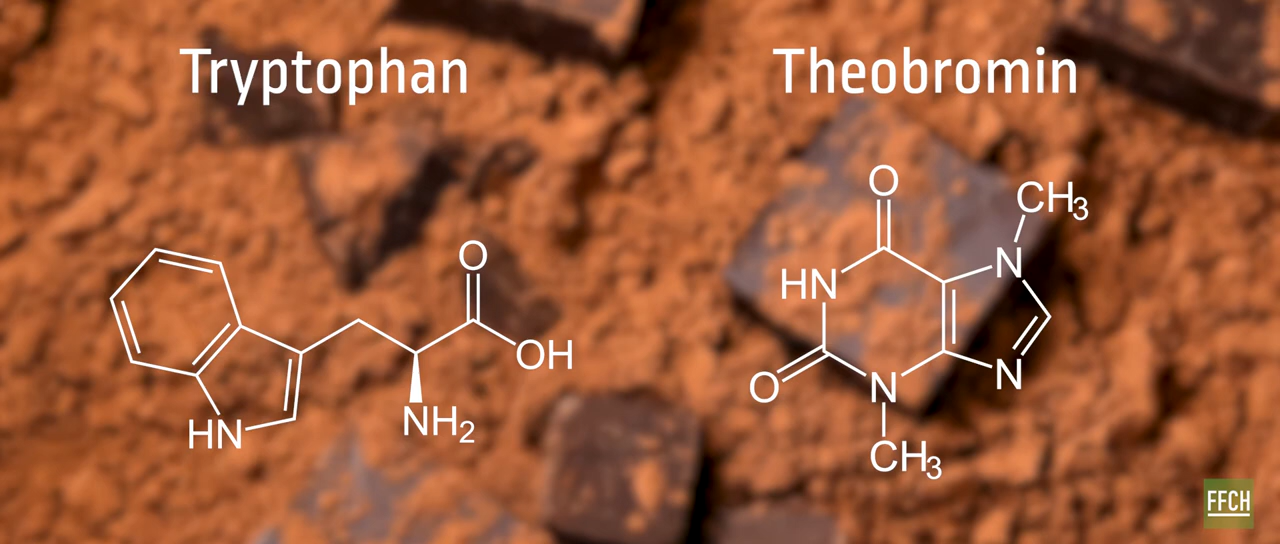 Tryptophan
Theobromin
O
OH
NH2
HN
O
CH3
HN
N
O
N
N
CH3
FFCH